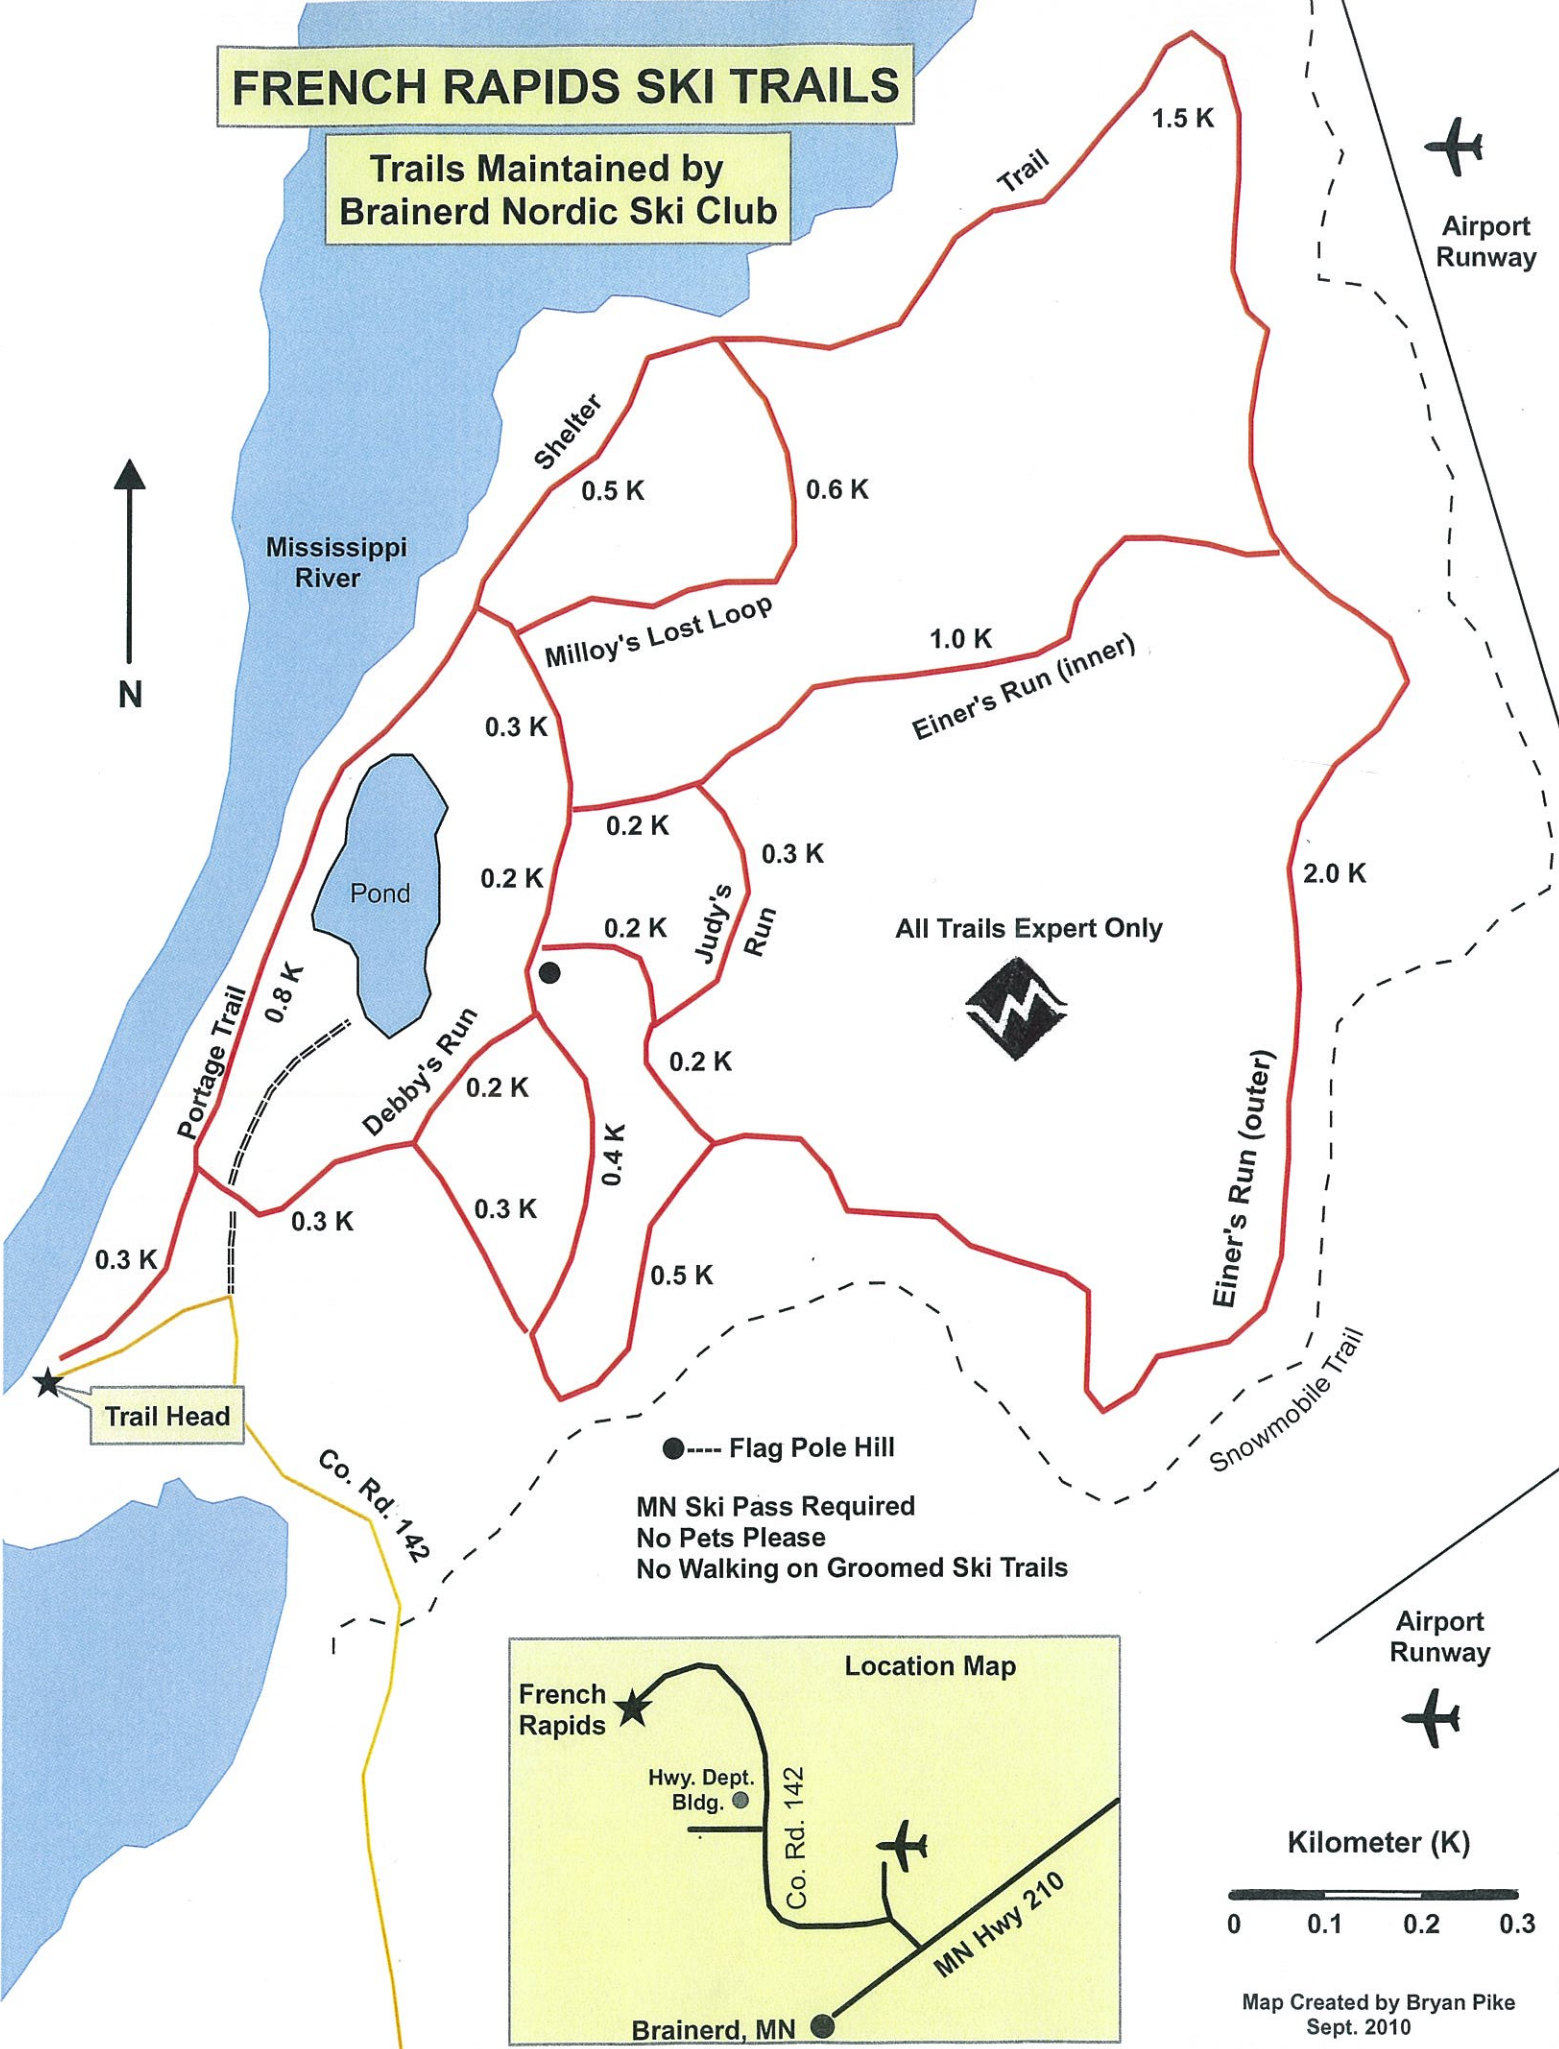 FRENCH RAPIDS SKI TRAILS
Trails Maintained by
Brainerd Nordic Ski Club
1.5 K
Trail
Airport
Runway
Shelter
0.5 K
0.6 K
Mississippi
River
N
Milloy's Lost Loop
1.0 K
Einer's Run (inner)
0.3 K
0.2 K
0.3 K
0.2 K
2.0 K
Pond
Judy's
Run
0.2 K
All Trails Expert Only
0.8 K
Portage Trail
Debby's Run
0.2 K
0.2 K
0.4 K
0.3 K
0.3 K
0.3 K
0.5 K
Einer's Run (outer)
Snowmobile Trail
Trail Head
Co. Rd. 142
---- Flag Pole Hill
MN Ski Pass Required
No Pets Please
No Walking on Groomed Ski Trails
Airport
Runway
Location Map
French
Rapids
Hwy. Dept.
Bldg.
Co. Rd. 142
MN Hwy 210
Brainerd, MN
Kilometer (K)
0 0.1 0.2 0.3
Map Created by Bryan Pike
Sept. 2010